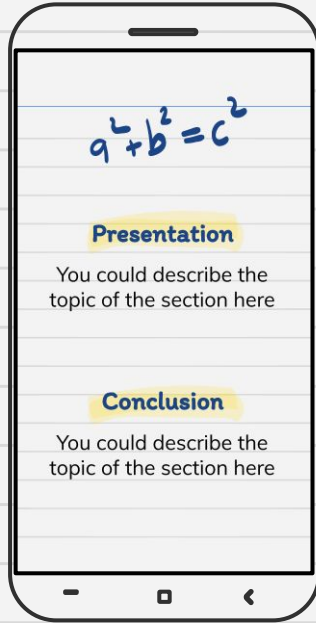 a²+b²=c²
Presentation
You could describe the
topic of the section here
Conclusion
You could describe the
topic of the section here